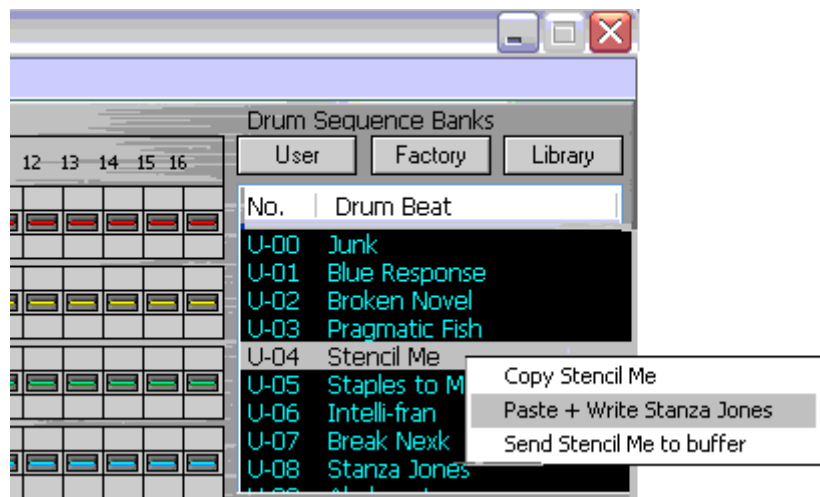 Drum Sequence Banks
User Factory Library
12 13 14 15 16
No. Drum Beat
U-00 Junk
U-01 Blue Response
U-02 Broken Novel
U-03 Pragmatic Fish
U-04 Stencil Me
U-05 Staples to M
U-06 Intelli-fran
U-07 Break Nexk
U-08 Stanza Jones
Copy Stencil Me
Paste + Write Stanza Jones
Send Stencil Me to buffer